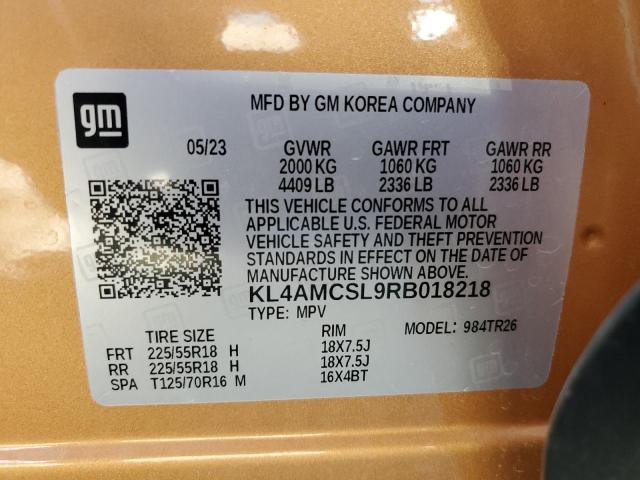 gm
MFD BY GM KOREA COMPANY
05/23 GVWR GAWR FRT GAWR RR
2000 KG 1060 KG 1060 KG
4409 LB 2336 LB 2336 LB
THIS VEHICLE CONFORMS TO ALL
APPLICABLE U.S. FEDERAL MOTOR
VEHICLE SAFETY AND THEFT PREVENTION
STANDARDS IN EFFECT ON THE DATE OF
MANUFACTURE SHOWN ABOVE.
KL4AMCSL9RB018218
TYPE: MPV MODEL: 984TR26
TIRE SIZE RIM
FRT 225/55R18 H 18X7.5J
RR 225/55R18 H 18X7.5J
SPA T125/70R16 M 16X4BT